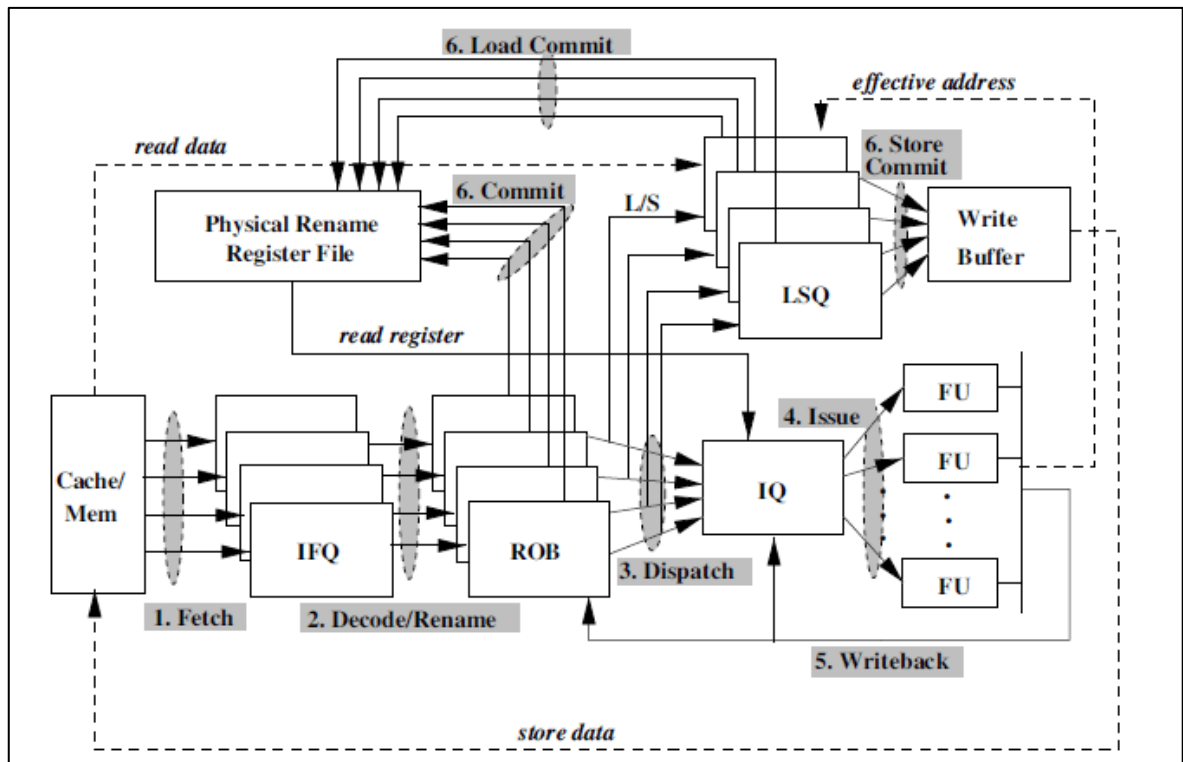 6. Load Commit
effective address
read data
6. Store
Commit
6. Commit
L/S
Physical Rename
Register File
Write
Buffer
LSQ
read register
FU
4. Issue
Cache/
Mem
FU
IQ
IFQ
ROB
3. Dispatch
FU
1. Fetch
2. Decode/Rename
5. Writeback
store data